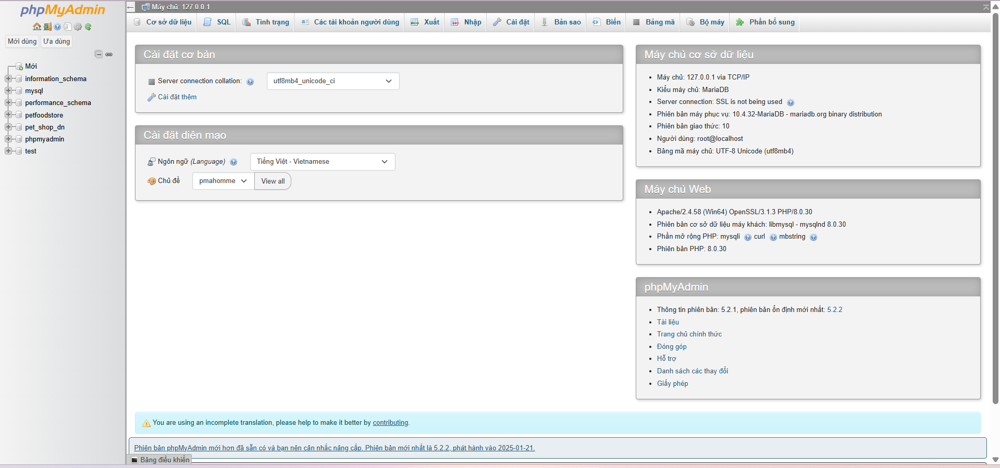 phpMyAdmin
Mới dùng Ưa dùng
Mới
information_schema
mysql
performance_schema
petfoodstore
pet_shop_dn
phpmyadmin
test
Máy chủ: 127.0.0.1
Cơ sở dữ liệu SQL Tình trạng Các tài khoản người dùng Xuất Nhập Cài đặt Bản sao Biến Bảng mã Bộ máy Phần bổ sung
Cài đặt cơ bản
Server connection collation: utf8mb4_unicode_ci
Cài đặt thêm
Cài đặt diện mạo
Ngôn ngữ (Language) Tiếng Việt - Vietnamese
Chủ đề pmahomme View all
Máy chủ cơ sở dữ liệu
Máy chủ: 127.0.0.1 via TCP/IP
Kiểu máy chủ: MariaDB
Server connection: SSL is not being used
Phiên bản máy phục vụ: 10.4.32-MariaDB - mariadb.org binary distribution
Phiên bản giao thức: 10
Người dùng: root@localhost
Bảng mã máy chủ: UTF-8 Unicode (utf8mb4)
Máy chủ Web
Apache/2.4.58 (Win64) OpenSSL/3.1.3 PHP/8.0.30
Phiên bản cơ sở dữ liệu máy khách: libmysql - mysqlnd 8.0.30
Phần mở rộng PHP: mysqli curl mbstring
Phiên bản PHP: 8.0.30
phpMyAdmin
Thông tin phiên bản: 5.2.1, phiên bản ổn định mới nhất: 5.2.2
Tài liệu
Trang chủ chính thức
Đóng góp
Hỗ trợ
Danh sách các thay đổi
Giấy phép
You are using an incomplete translation, please help to make it better by contributing.
Phiên bản phpMyAdmin mới hơn đã sẵn có và bạn nên cân nhắc nâng cấp. Phiên bản mới nhất là 5.2.2, phát hành vào 2025-01-21.
Bảng điều khiển